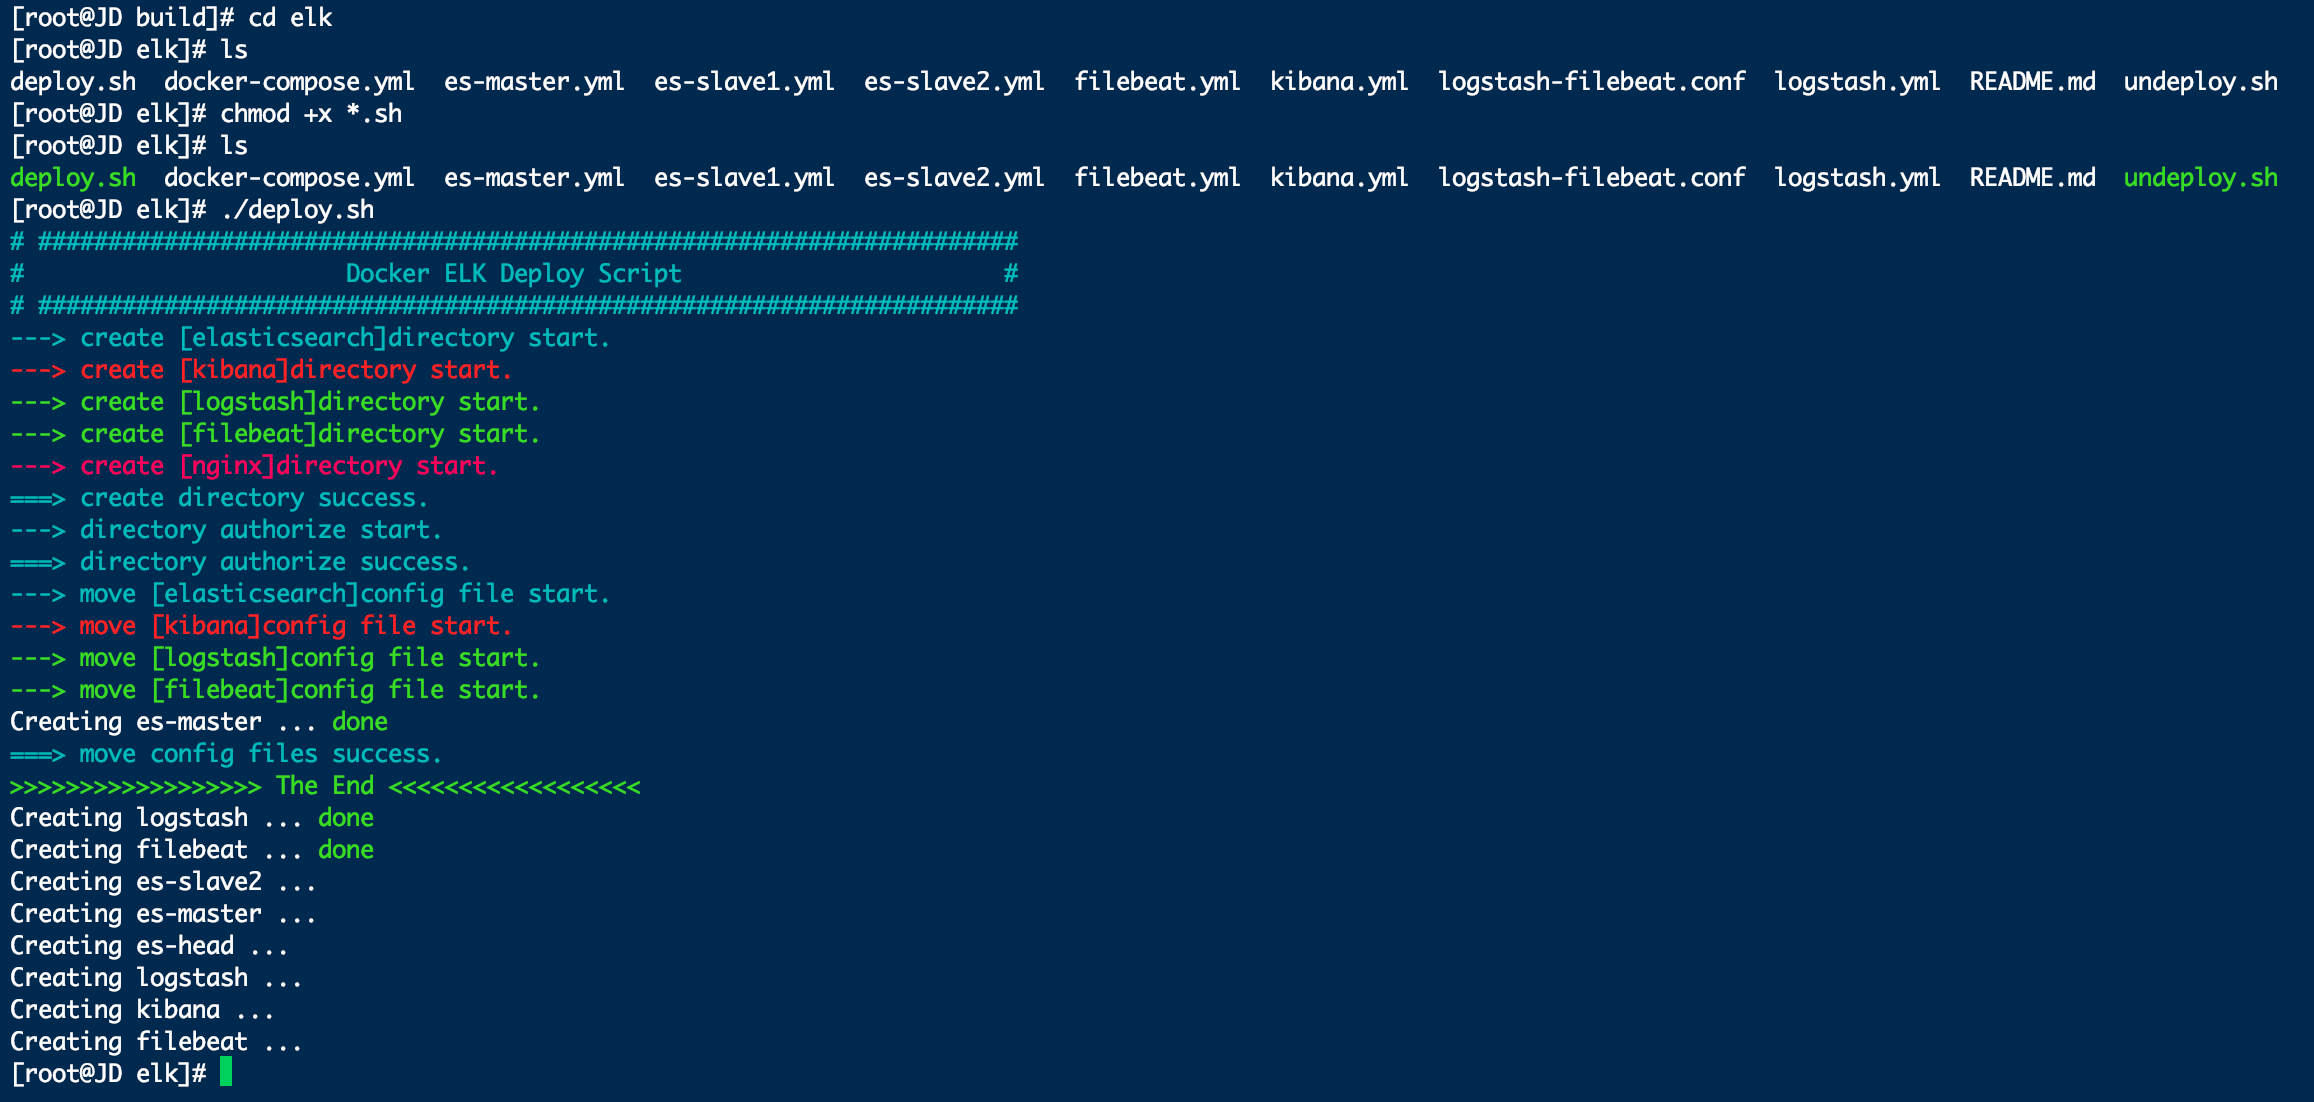 [root@JD build]# cd elk
[root@JD elk]# ls
deploy.sh  docker-compose.yml  es-master.yml  es-slave1.yml  es-slave2.yml  filebeat.yml  kibana.yml  logstash-filebeat.conf  logstash.yml  README.md  undeploy.sh
[root@JD elk]# chmod +x *.sh
[root@JD elk]# ls
deploy.sh  docker-compose.yml  es-master.yml  es-slave1.yml  es-slave2.yml  filebeat.yml  kibana.yml  logstash-filebeat.conf  logstash.yml  README.md  undeploy.sh
[root@JD elk]# ./deploy.sh
# ######################################################################
#                       Docker ELK Deploy Script                       #
# ######################################################################
---> create [elasticsearch]directory start.
---> create [kibana]directory start.
---> create [logstash]directory start.
---> create [filebeat]directory start.
---> create [nginx]directory start.
===> create directory success.
---> directory authorize start.
===> directory authorize success.
---> move [elasticsearch]config file start.
---> move [kibana]config file start.
---> move [logstash]config file start.
---> move [filebeat]config file start.
Creating es-master ... done
===> move config files success.
>>>>>>>>>>>>>>>>>> The End <<<<<<<<<<<<<<<<<<
Creating logstash ... done
Creating filebeat ... done
Creating es-slave2 ...
Creating es-master ...
Creating es-head ...
Creating logstash ...
Creating kibana ...
Creating filebeat ...
[root@JD elk]#